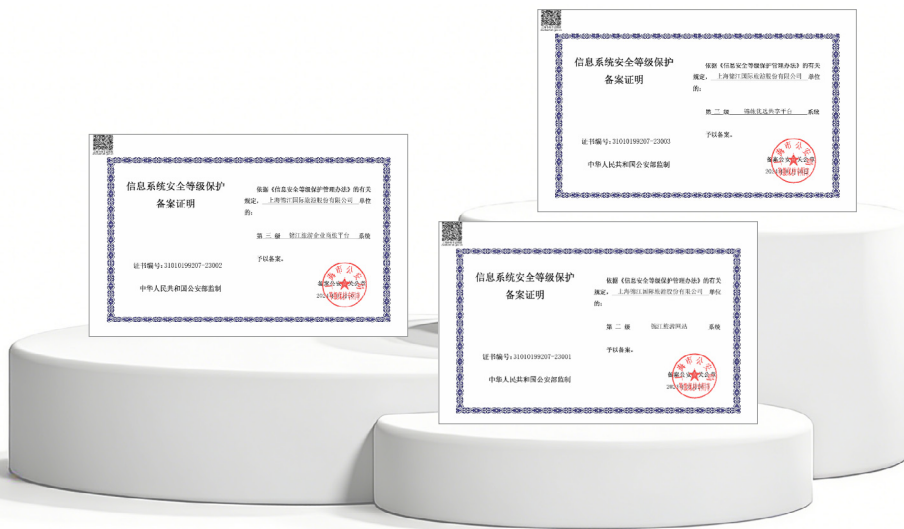 信息系统安全等级保护
备案证明
依据《信息安全等级保护管理办法》的有关
规定, 上海锦江国际旅游股份有限公司 单位
的:
第 三 级 锦江旅游企业商旅平台 系统
予以备案。
证书编号:31010199207-23002
中华人民共和国公安部监制
信息系统安全等级保护
备案证明
依据《信息安全等级保护管理办法》的有关
规定, 上海锦江国际旅游股份有限公司 单位
的:
系统
予以备案。
证书编号:31010199207-23003
中华人民共和国公安部监制
信息系统安全等级保护
备案证明
依据《信息安全等级保护管理办法》的有关
规定, 上海锦江国际旅游股份有限公司 单位
的:
第 二 级 锦江旅游网站 系统
予以备案。
证书编号:31010199207-23001
中华人民共和国公安部监制